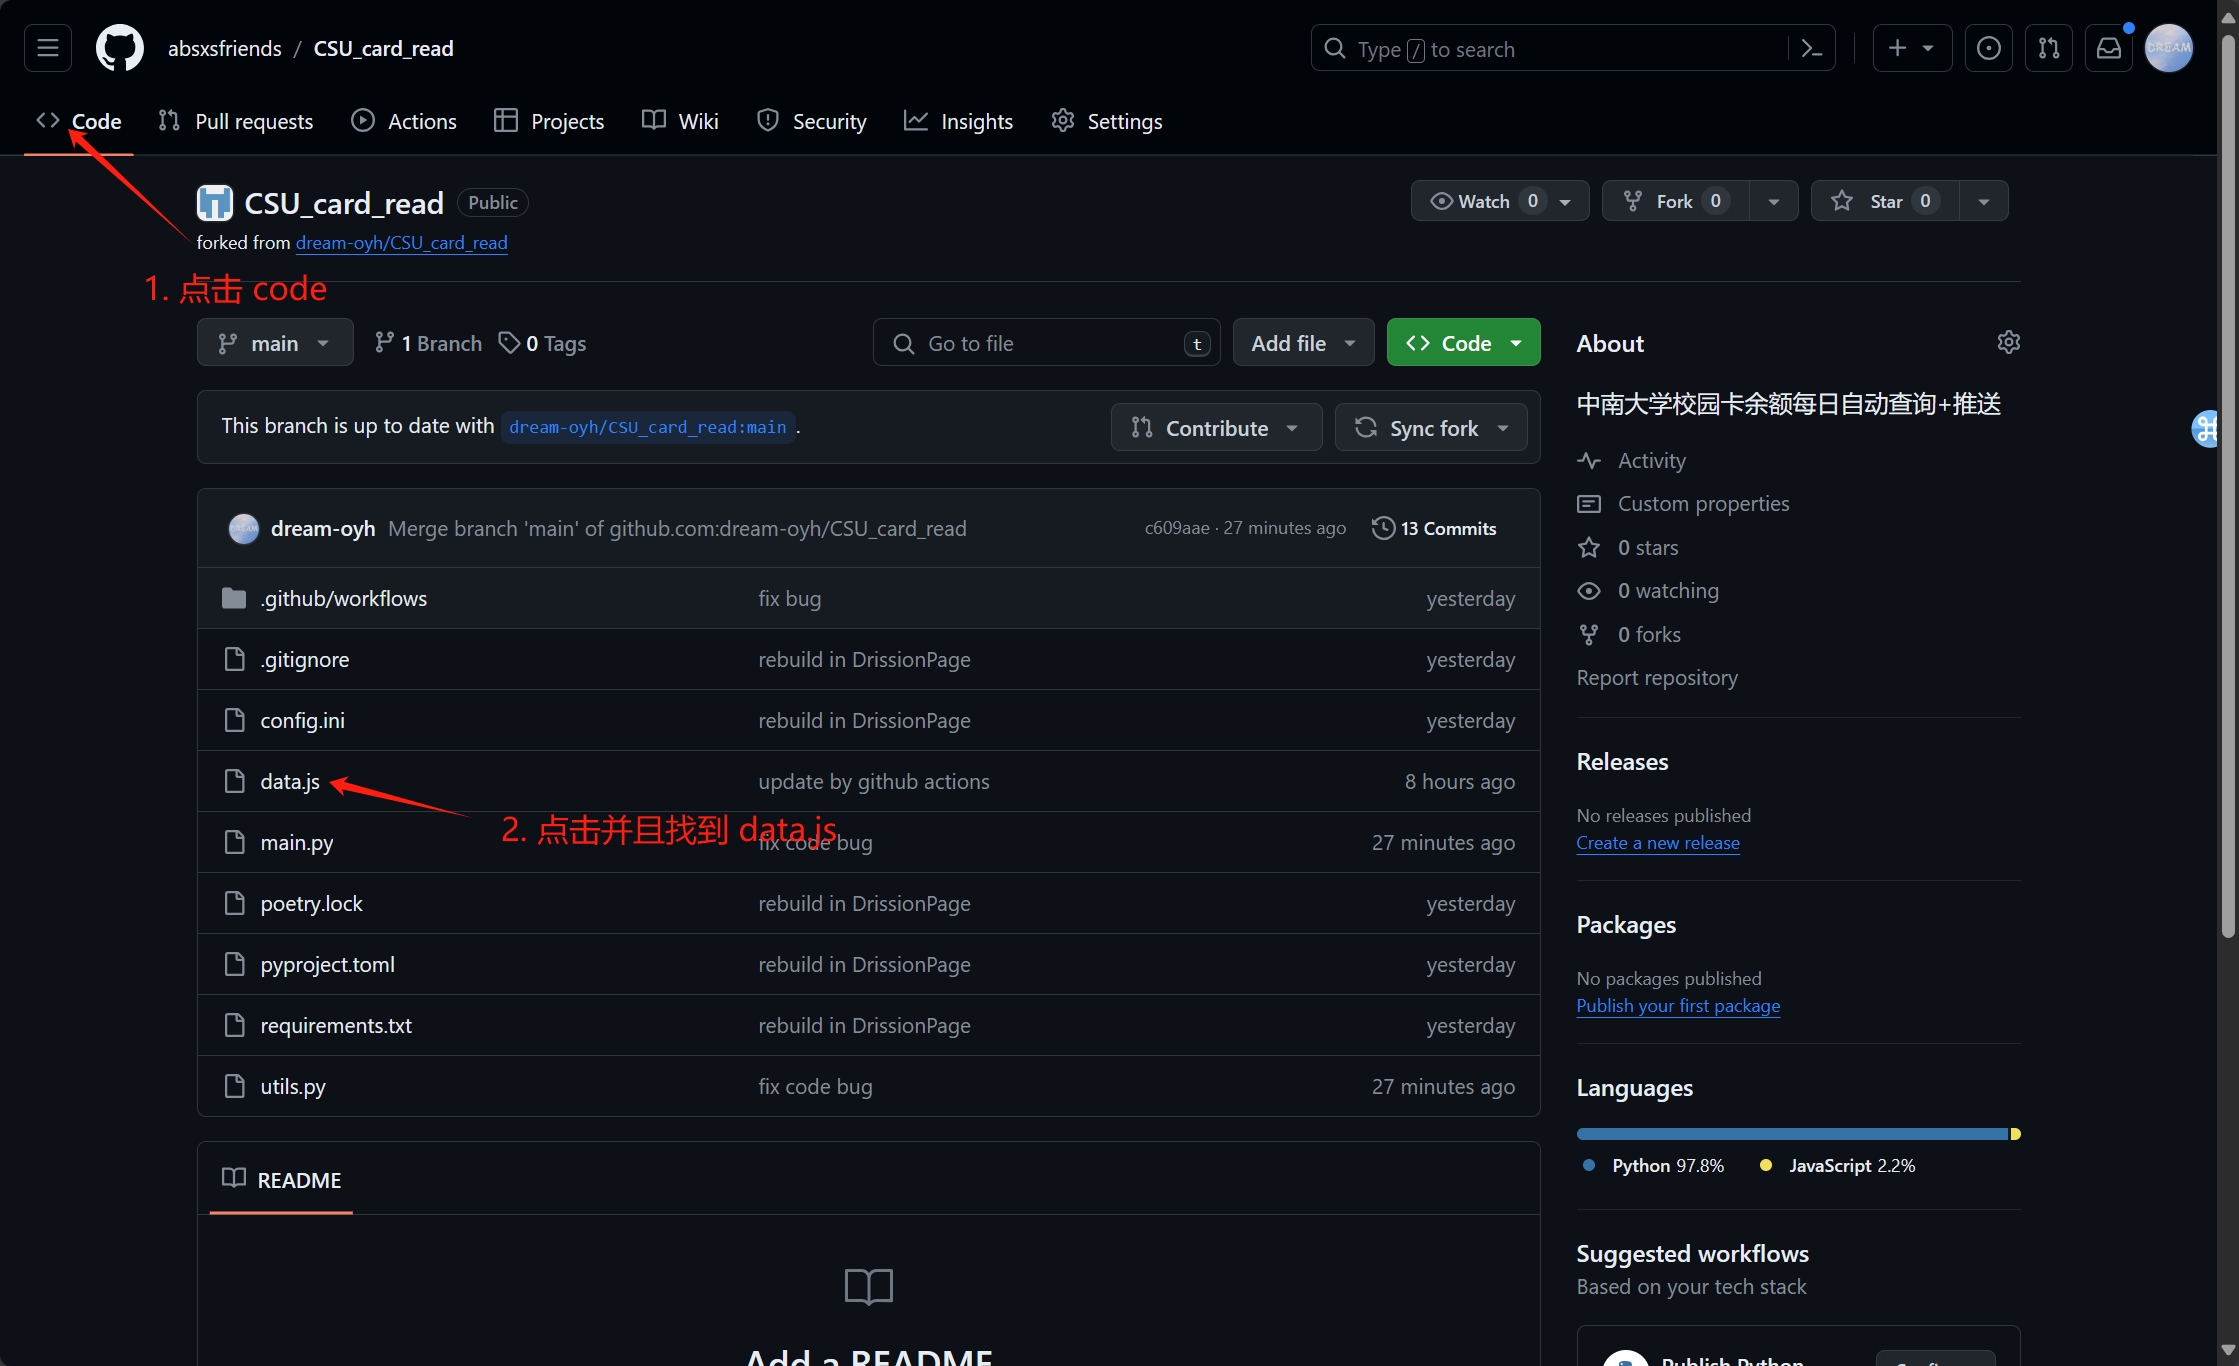 absxsfriends / CSU_card_read
Type / to search
Code
Pull requests
Actions
Projects
Wiki
Security
Insights
Settings
CSU_card_read Public
forked from dream-oyh/CSU_card_read
Watch 0
Fork 0
Star 0
1. 点击 code
main
1 Branch
0 Tags
Go to file t
Add file
Code
This branch is up to date with dream-oyh/CSU_card_read:main .
Contribute
Sync fork
dream-oyh Merge branch 'main' of github.com:dream-oyh/CSU_card_read c609aae · 27 minutes ago 13 Commits
.github/workflows fix bug yesterday
.gitignore rebuild in DrissionPage yesterday
config.ini rebuild in DrissionPage yesterday
data.js update by github actions 8 hours ago
2. 点击并且找到 data.js
main.py fix code bug 27 minutes ago
poetry.lock rebuild in DrissionPage yesterday
pyproject.toml rebuild in DrissionPage yesterday
requirements.txt rebuild in DrissionPage yesterday
utils.py fix code bug 27 minutes ago
README
Add a README
About
中南大学校园卡余额每日自动查询+推送
Activity
Custom properties
0 stars
0 watching
0 forks
Report repository
Releases
No releases published
Create a new release
Packages
No packages published
Publish your first package
Languages
Python 97.8%
JavaScript 2.2%
Suggested workflows
Based on your tech stack
Publish Python